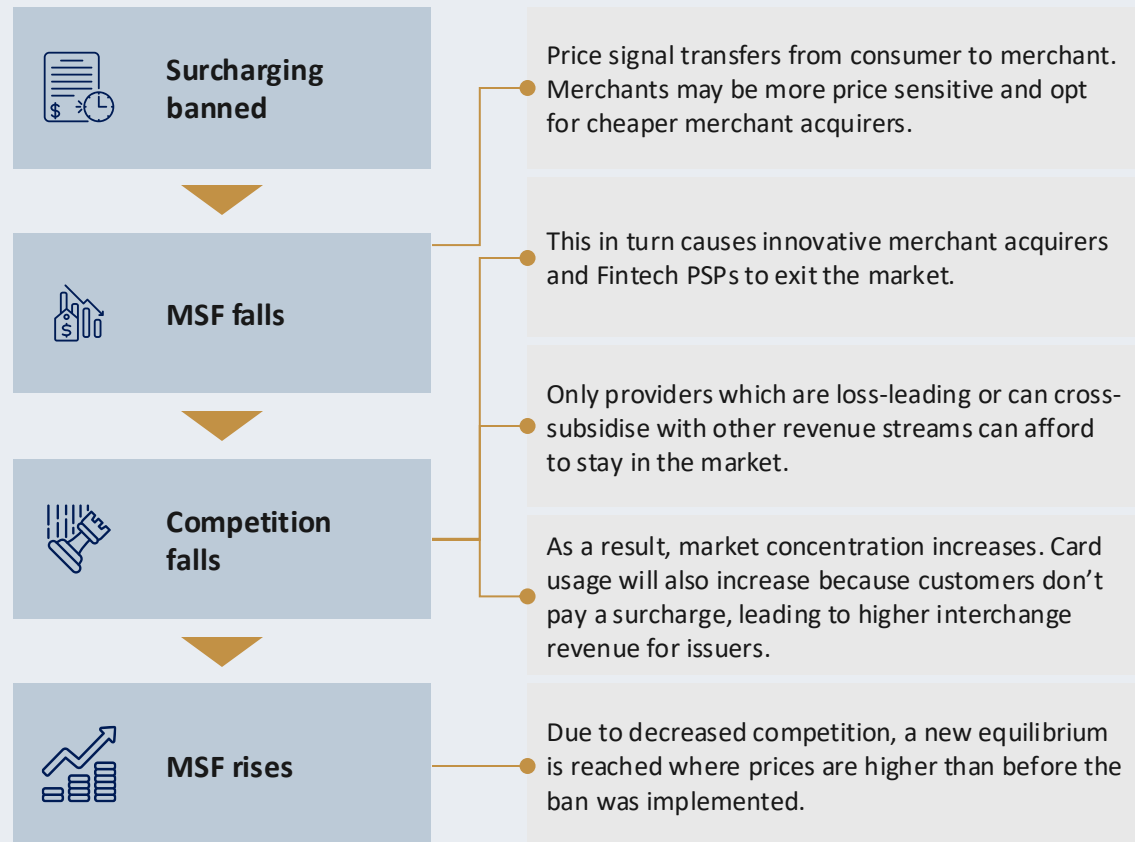 Surcharging
banned
Price signal transfers from consumer to merchant.
Merchants may be more price sensitive and opt
for cheaper merchant acquirers.
MSF falls
This in turn causes innovative merchant acquirers
and Fintech PSPs to exit the market.
Only providers which are loss-leading or can cross-
subsidise with other revenue streams can afford
to stay in the market.
Competition
falls
As a result, market concentration increases. Card
usage will also increase because customers don’t
pay a surcharge, leading to higher interchange
revenue for issuers.
MSF rises
Due to decreased competition, a new equilibrium
is reached where prices are higher than before the
ban was implemented.